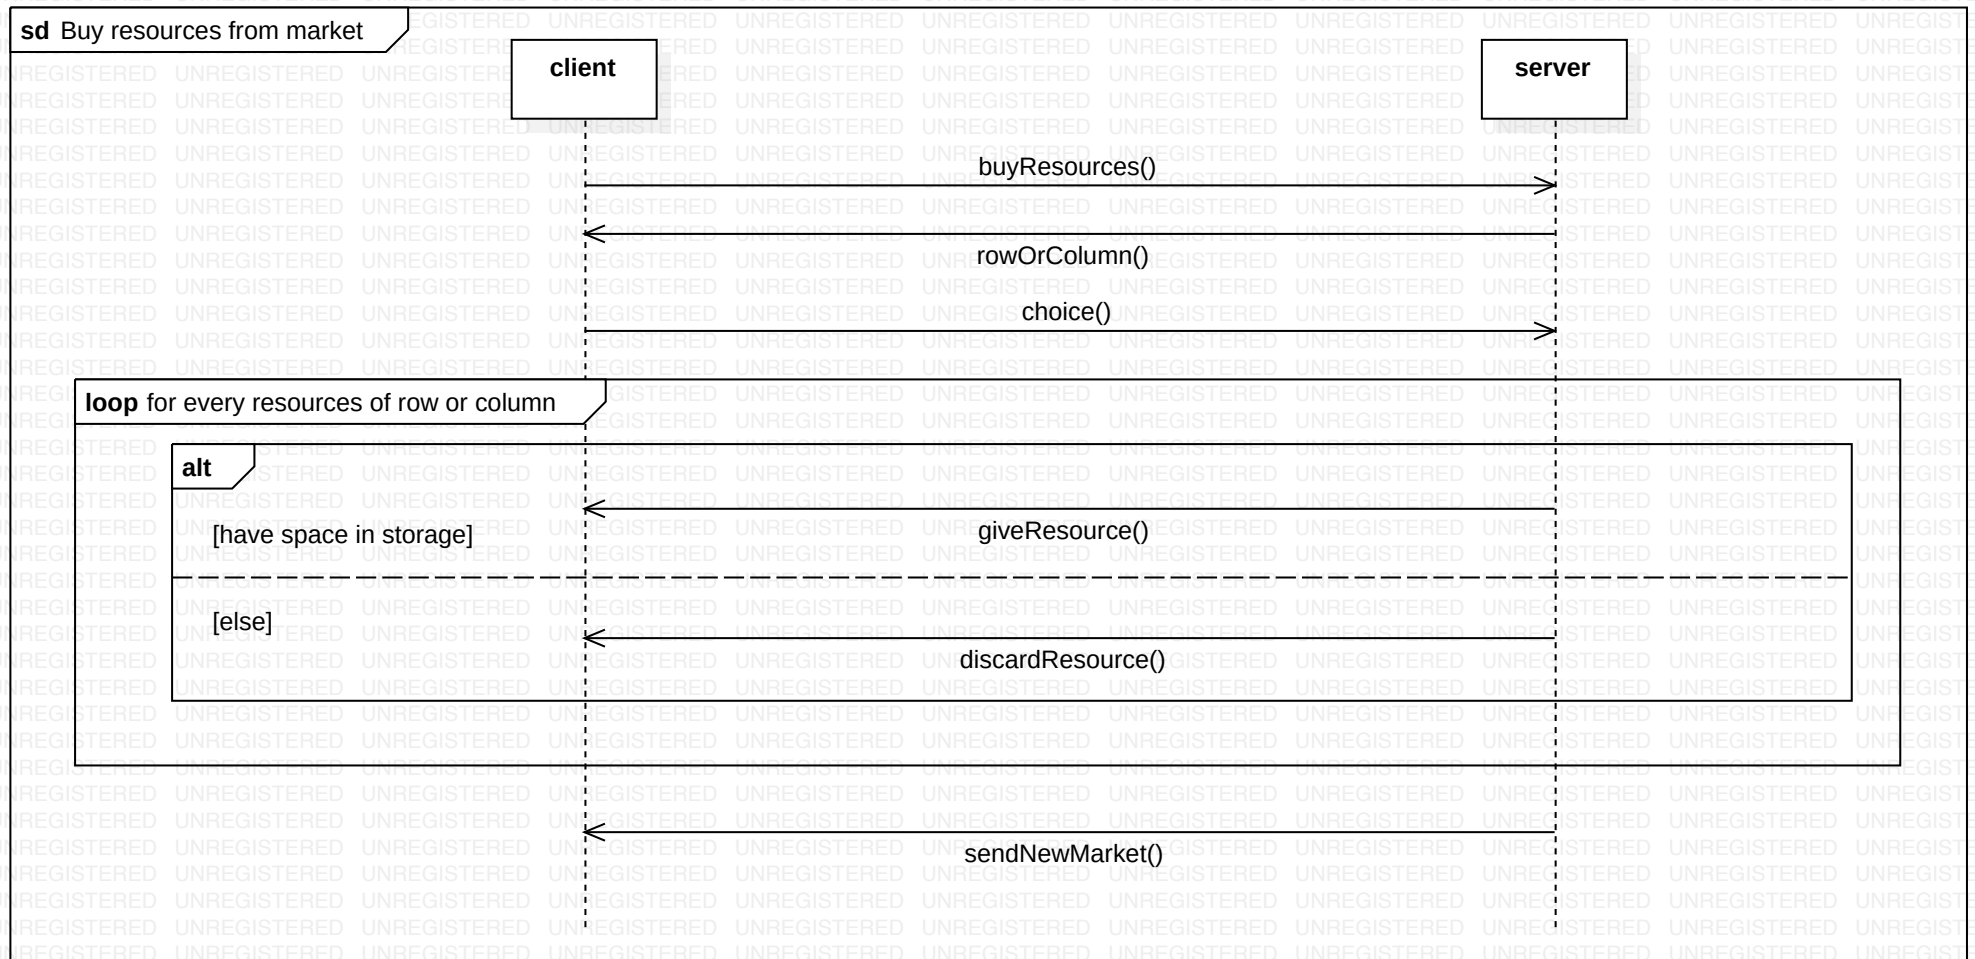 sd Buy resources from market
client
server
buyResources()
rowOrColumn()
choice()
loop for every resources of row or column
alt
[have space in storage]
giveResource()
[else]
discardResource()
sendNewMarket()
UNREGISTERED